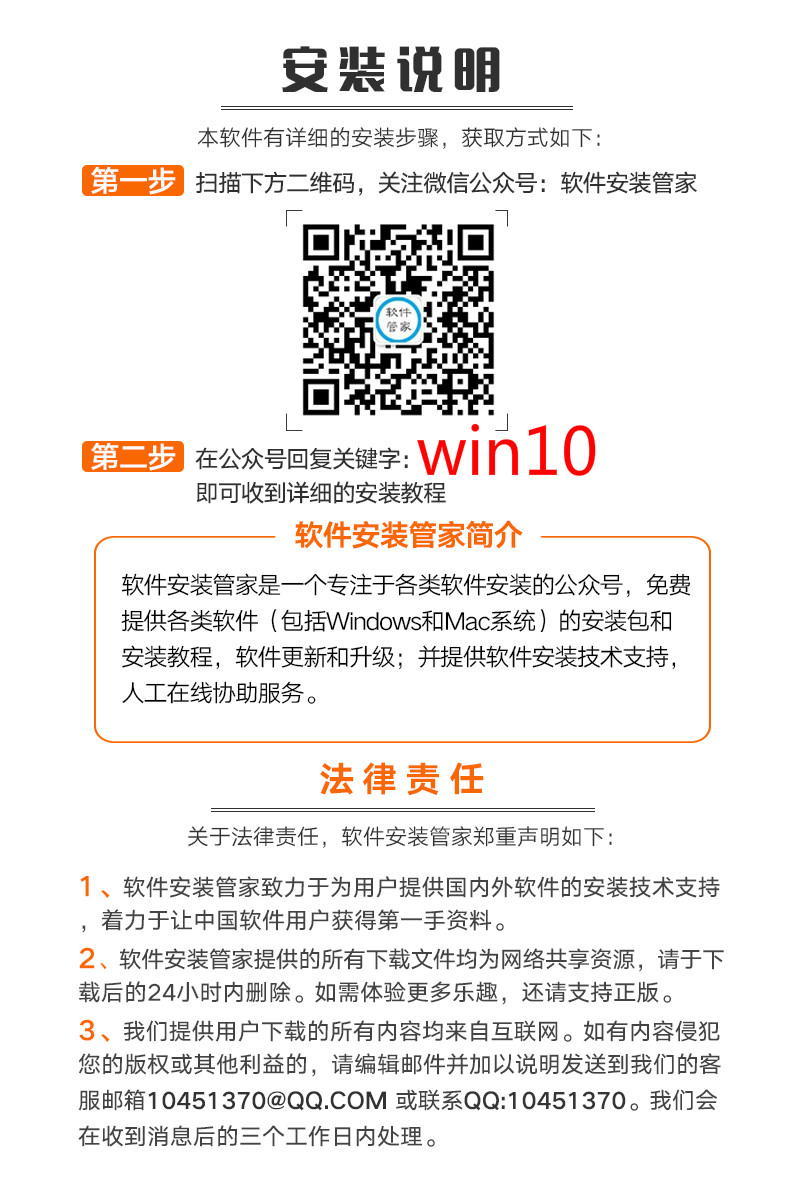 安装说明
本软件有详细的安装步骤，获取方式如下：
第一步 扫描下方二维码，关注微信公众号：软件安装管家
软件
管家
第二步 在公众号回复关键字：win10
即可收到详细的安装教程
软件安装管家简介
软件安装管家是一个专注于各类软件安装的公众号，免费
提供各类软件（包括Windows和Mac系统）的安装包和
安装教程，软件更新和升级；并提供软件安装技术支持，
人工在线协助服务。
法律责任
关于法律责任，软件安装管家郑重声明如下：
1、软件安装管家致力于为用户提供国内外软件的安装技术支持
，着力于让中国软件用户获得第一手资料。
2、软件安装管家提供的所有下载文件均为网络共享资源，请于下
载后的24小时内删除。如需体验更多乐趣，还请支持正版。
3、我们提供用户下载的所有内容均来自互联网。如有内容侵犯
您的版权或其他利益的，请编辑邮件并加以说明发送到我们的客
服邮箱10451370@QQ.COM 或联系QQ:10451370。我们会
在收到消息后的三个工作日内处理。